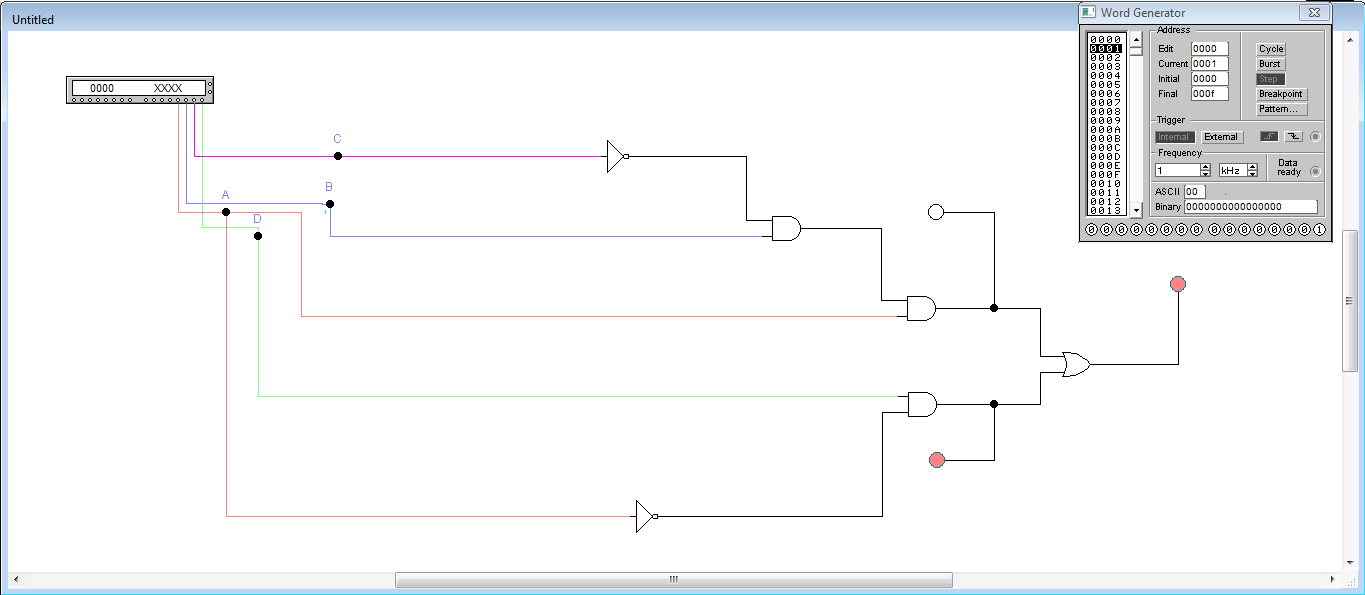 Untitled
Word Generator
0000 XXXX
C
A
B
D
0000
0001
0002
0003
0004
0005
0006
0007
0008
0009
000A
000B
000C
000D
000E
000F
0010
0011
0012
0013
Address
Edit 0000
Current 0001
Initial 0000
Final 000f
Cycle
Burst
Step
Breakpoint
Pattern...
Trigger
Internal External
Frequency
1 kHz
Data
ready
ASCII 00
Binary 0000000000000000
0 0 0 0 0 0 0 0 0 0 0 0 0 0 0 1